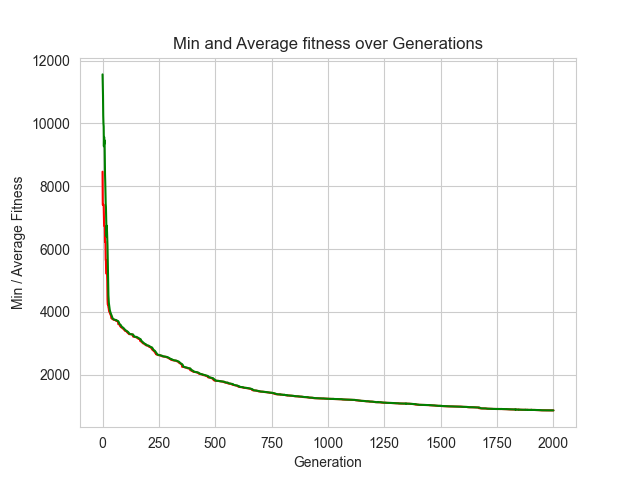 Min and Average fitness over Generations
12000
10000
8000
6000
4000
2000
Min / Average Fitness
0 250 500 750 1000 1250 1500 1750 2000
Generation